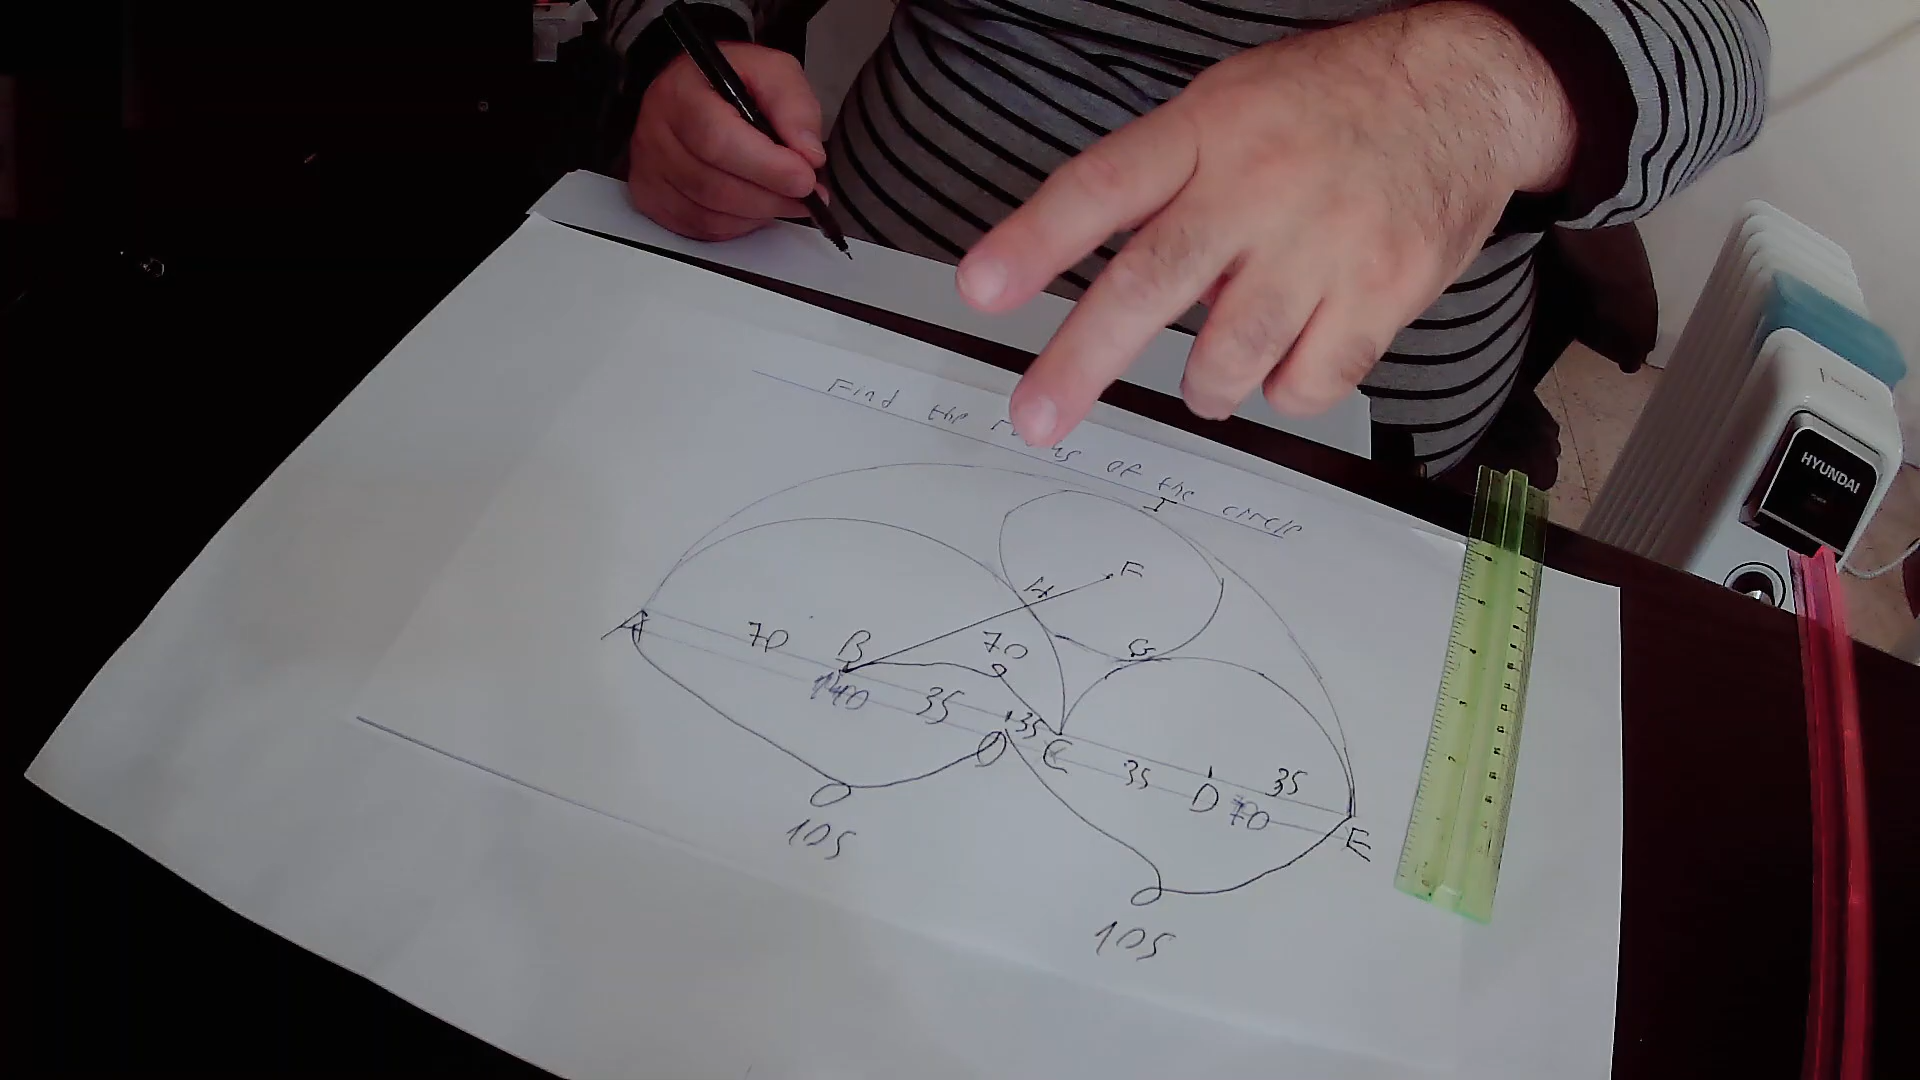 Find the of the circle
I
F
H
A 70 B 70 G
140 35 35
O C 35 D 35
70 E
105
105
HYUNDAI